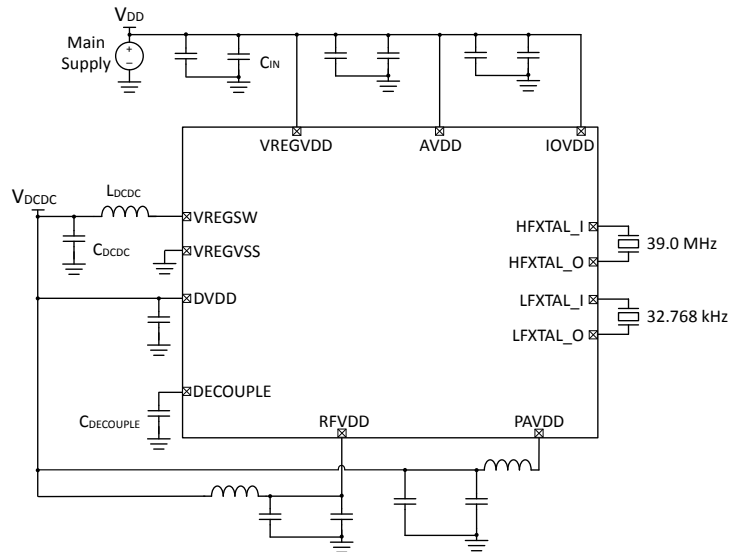 VDD
Main
Supply
+
−
CIN
VREGVDD
AVDD
IOVDD
VDCDC
LDCDC
VREGSW
CDCDC
VREGVSS
DVDD
HFXTAL_I
39.0 MHz
HFXTAL_O
LFXTAL_I
32.768 kHz
LFXTAL_O
DECOUPLE
CDECOUPLE
RFVDD
PAVDD